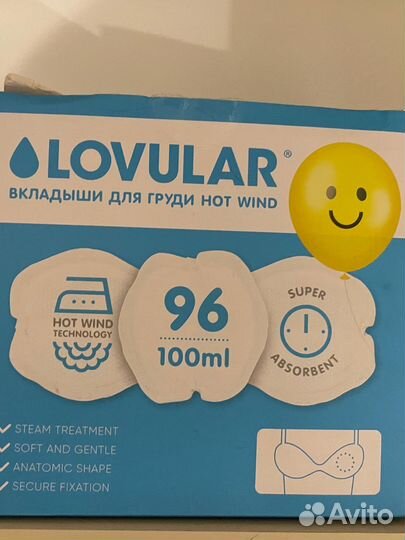 LOVULAR®
ВКЛАДЫШИ ДЛЯ ГРУДИ HOT WIND
HOT WIND
TECHNOLOGY
96
100ml
SUPER
ABSORBENT
STEAM TREATMENT
SOFT AND GENTLE
ANATOMIC SHAPE
SECURE FIXATION
Avito